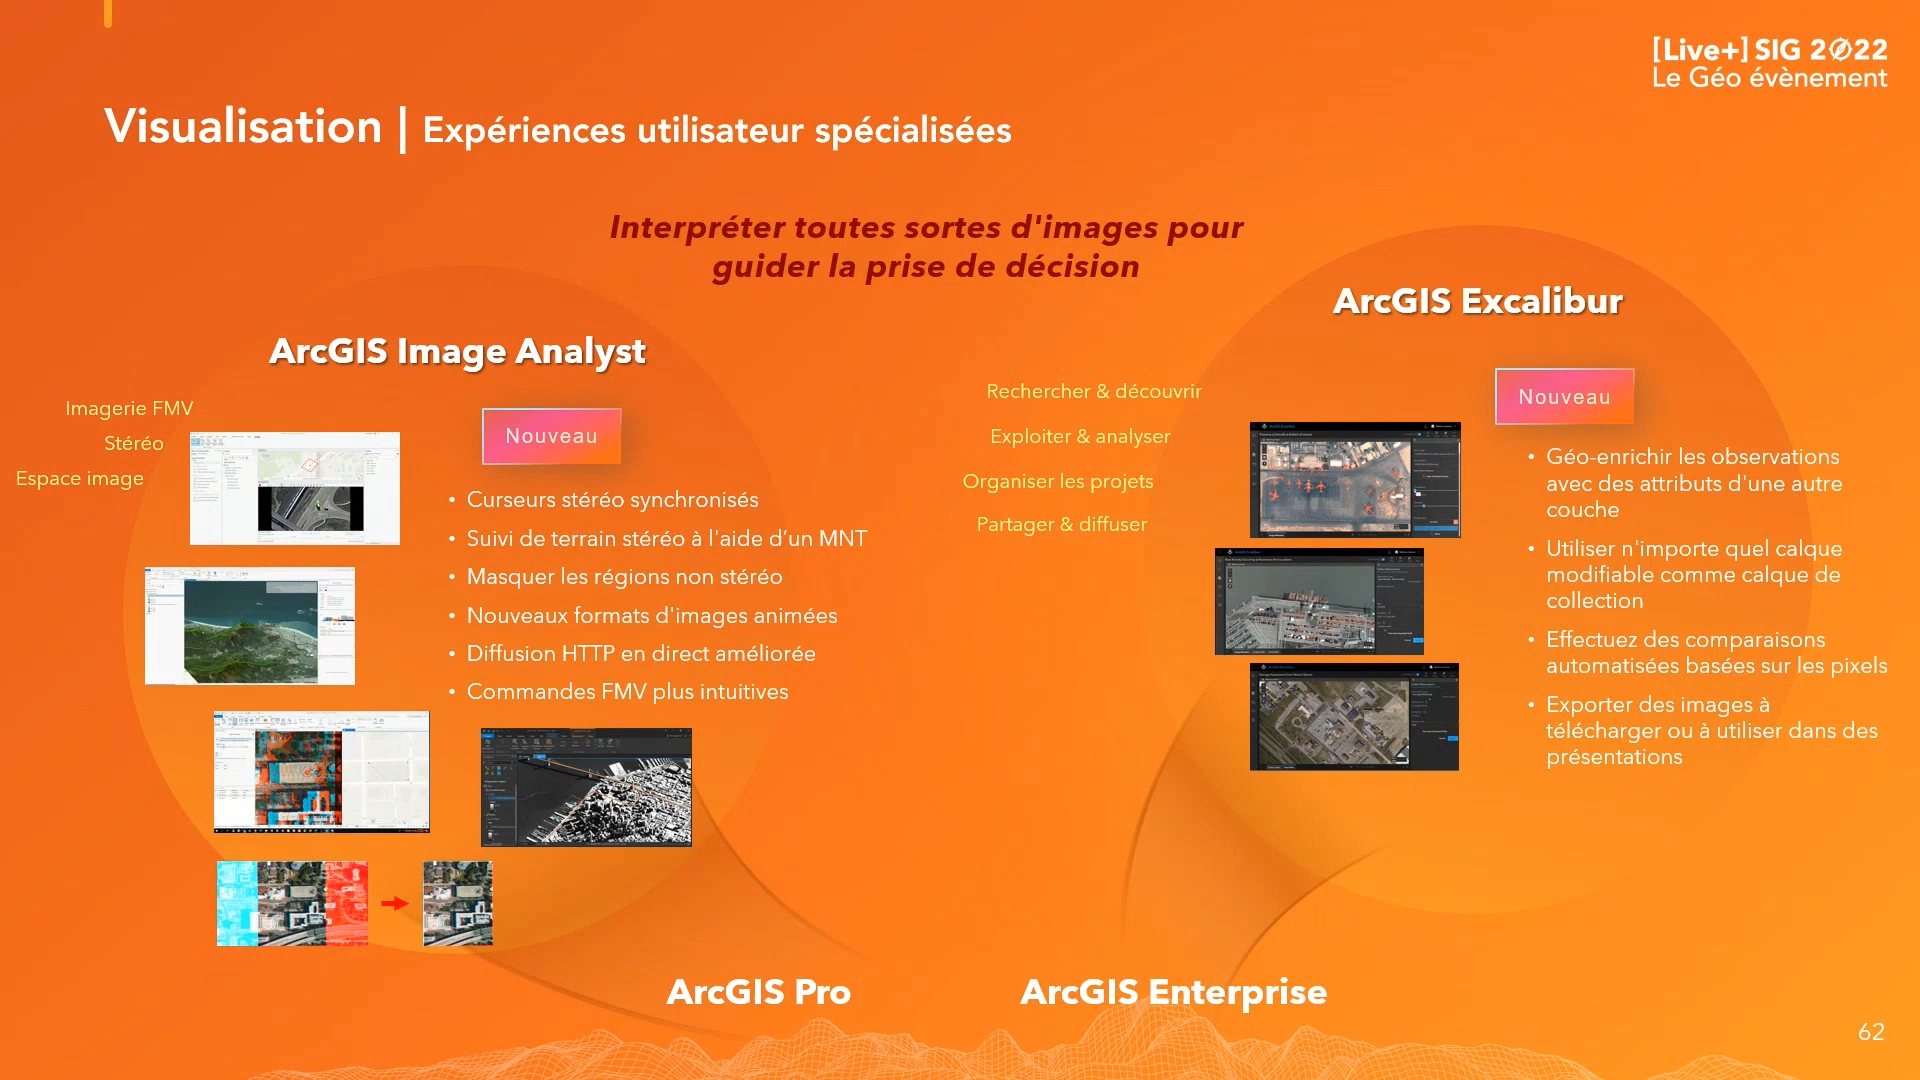 [Live+] SIG 2022
Le Géo évènement
Visualisation | Expériences utilisateur spécialisées
Interpréter toutes sortes d'images pour
guider la prise de décision
ArcGIS Image Analyst
Imagerie FMV
Stéréo
Espace image
Nouveau
• Curseurs stéréo synchronisés
• Suivi de terrain stéréo à l'aide d’un MNT
• Masquer les régions non stéréo
• Nouveaux formats d'images animées
• Diffusion HTTP en direct améliorée
• Commandes FMV plus intuitives
ArcGIS Excalibur
Rechercher & découvrir
Exploiter & analyser
Organiser les projets
Partager & diffuser
Nouveau
• Géo-enrichir les observations
avec des attributs d'une autre
couche
• Utiliser n'importe quel calque
modifiable comme calque de
collection
• Effectuez des comparaisons
automatisées basées sur les pixels
• Exporter des images à
télécharger ou à utiliser dans des
présentations
ArcGIS Pro
ArcGIS Enterprise
62